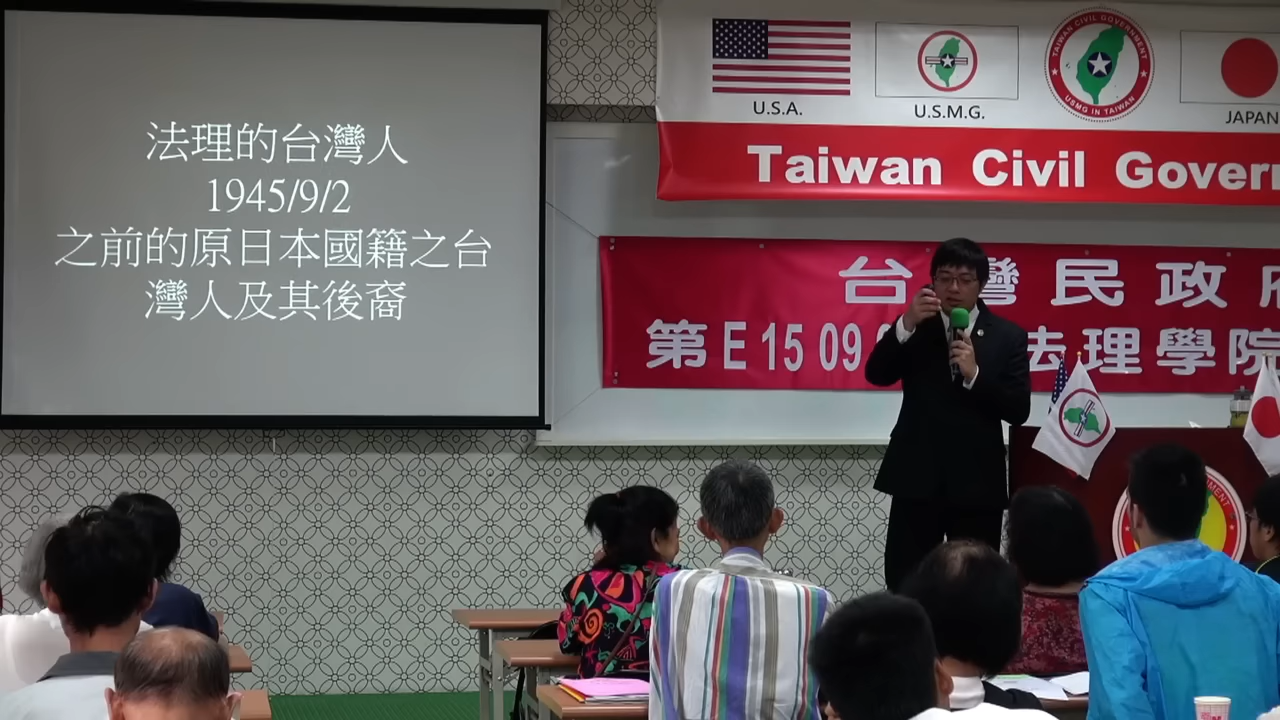 法理的台灣人
1945/9/2
之前的原日本國籍之台
灣人及其後裔
U.S.A.
U.S.M.G.
TAIWAN CIVIL GOVERNMENT
USMG IN TAIWAN
JAPAN
Taiwan Civil Govern
台灣民政府
第E 15 09 法理學院